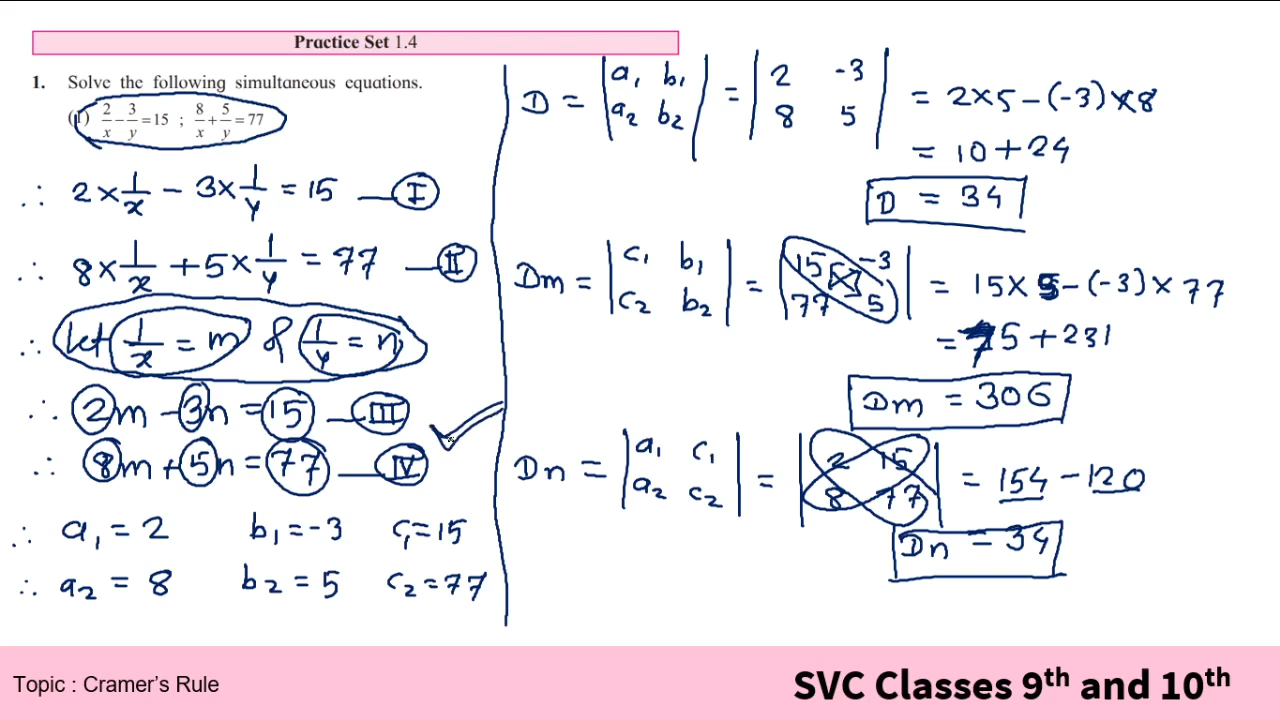 Practice Set 1.4
1. Solve the following simultaneous equations.
(1) 2/x − 3/y = 15 ; 8/x + 5/y = 77
∴ 2 × 1/x − 3 × 1/y = 15 — I
∴ 8 × 1/x + 5 × 1/y = 77 — II
∴ let 1/x = m & 1/y = n
∴ 2m − 3n = 15 — III
∴ 8m + 5n = 77 — IV
∴ a₁ = 2 b₁ = −3 c₁ = 15
∴ a₂ = 8 b₂ = 5 c₂ = 77
D = | a₁ b₁ | = | 2 -3 | = 2×5 − (−3)×8
| a₂ b₂ | | 8 5 |
= 10 + 24
D = 34
Dm = | c₁ b₁ | = | 15 −3 | = 15 × 5 − (−3) × 77
| c₂ b₂ | | 77 5 |
= 75 + 231
Dm = 306
Dn = | a₁ c₁ | = | 2 15 | = 154 − 120
| a₂ c₂ | | 8 77 |
Dn = 34
Topic : Cramer's Rule
SVC Classes 9th and 10th